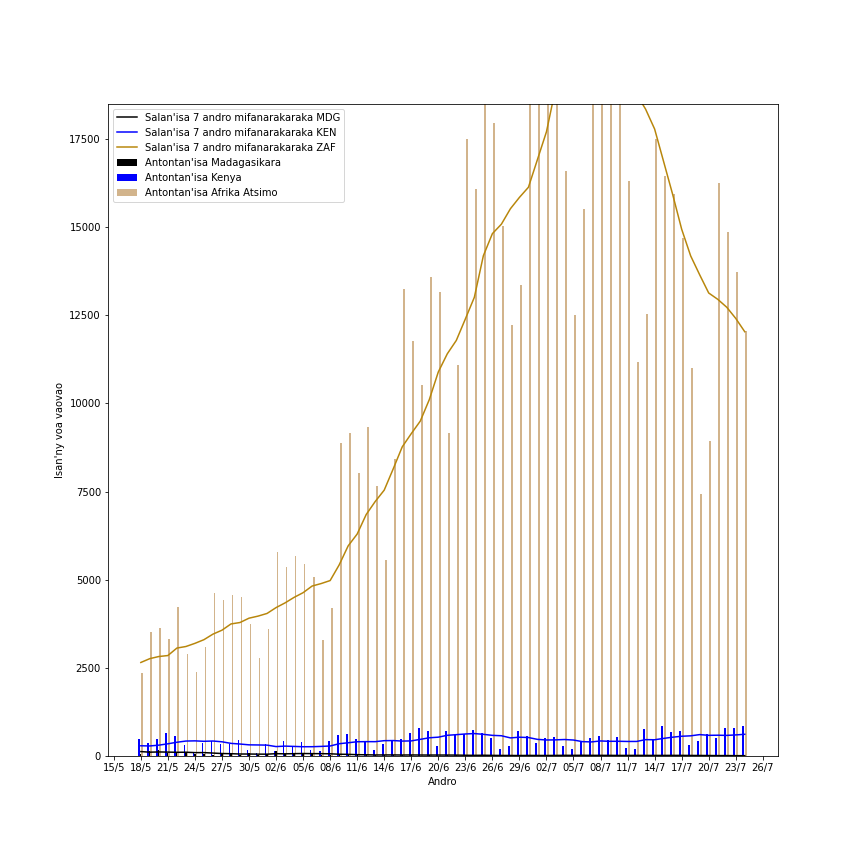 Salan'isa 7 andro mifanarakaraka MDG
Salan'isa 7 andro mifanarakaraka KEN
Salan'isa 7 andro mifanarakaraka ZAF
Antontan'isa Madagasikara
Antontan'isa Kenya
Antontan'isa Afrika Atsimo
17500
15000
12500
10000
7500
5000
2500
0
Isan'ny voa vaovao
15/5 18/5 21/5 24/5 27/5 30/5 02/6 05/6 08/6 11/6 14/6 17/6 20/6 23/6 26/6 29/6 02/7 05/7 08/7 11/7 14/7 17/7 20/7 23/7 26/7
Andro